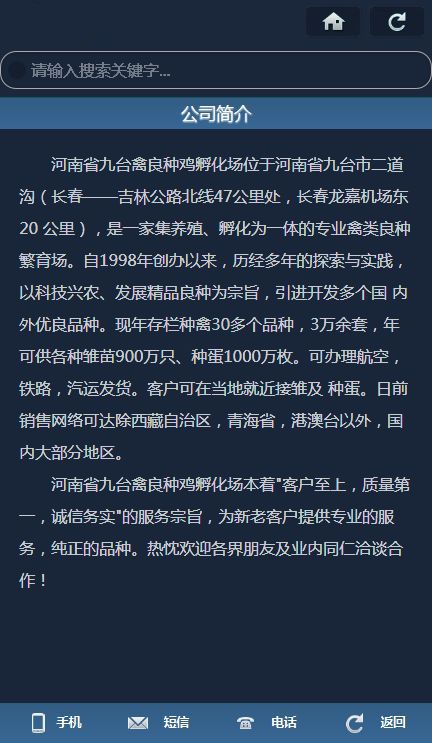 请输入搜索关键字...
公司简介
河南省九台禽良种鸡孵化场位于河南省九台市二道
沟（长春——吉林公路北线47公里处，长春龙嘉机场东
20 公里），是一家集养殖、孵化为一体的专业禽类良种
繁育场。自1998年创办以来，历经多年的探索与实践，
以科技兴农、发展精品良种为宗旨，引进开发多个国 内
外优良品种。现年存栏种禽30多个品种，3万余套，年
可供各种雏苗900万只、种蛋1000万枚。可办理航空，
铁路，汽运发货。客户可在当地就近接雏及 种蛋。日前
销售网络可达除西藏自治区，青海省，港澳台以外，国
内大部分地区。
河南省九台禽良种鸡孵化场本着"客户至上，质量第
一，诚信务实"的服务宗旨，为新老客户提供专业的服
务，纯正的品种。热忱欢迎各界朋友及业内同仁洽谈合
作！
手机 短信 电话 返回